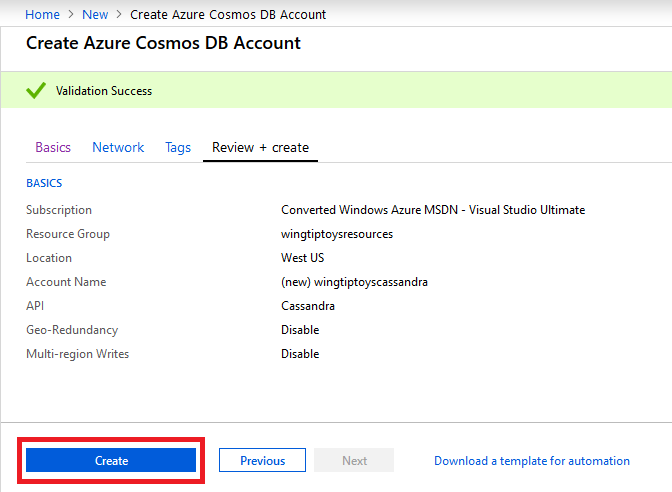 Home > New > Create Azure Cosmos DB Account
Create Azure Cosmos DB Account
Validation Success
Basics Network Tags Review + create
BASICS
Subscription Converted Windows Azure MSDN - Visual Studio Ultimate
Resource Group wingtiptoysresources
Location West US
Account Name (new) wingtiptoyscassandra
API Cassandra
Geo-Redundancy Disable
Multi-region Writes Disable
Create Previous Next Download a template for automation